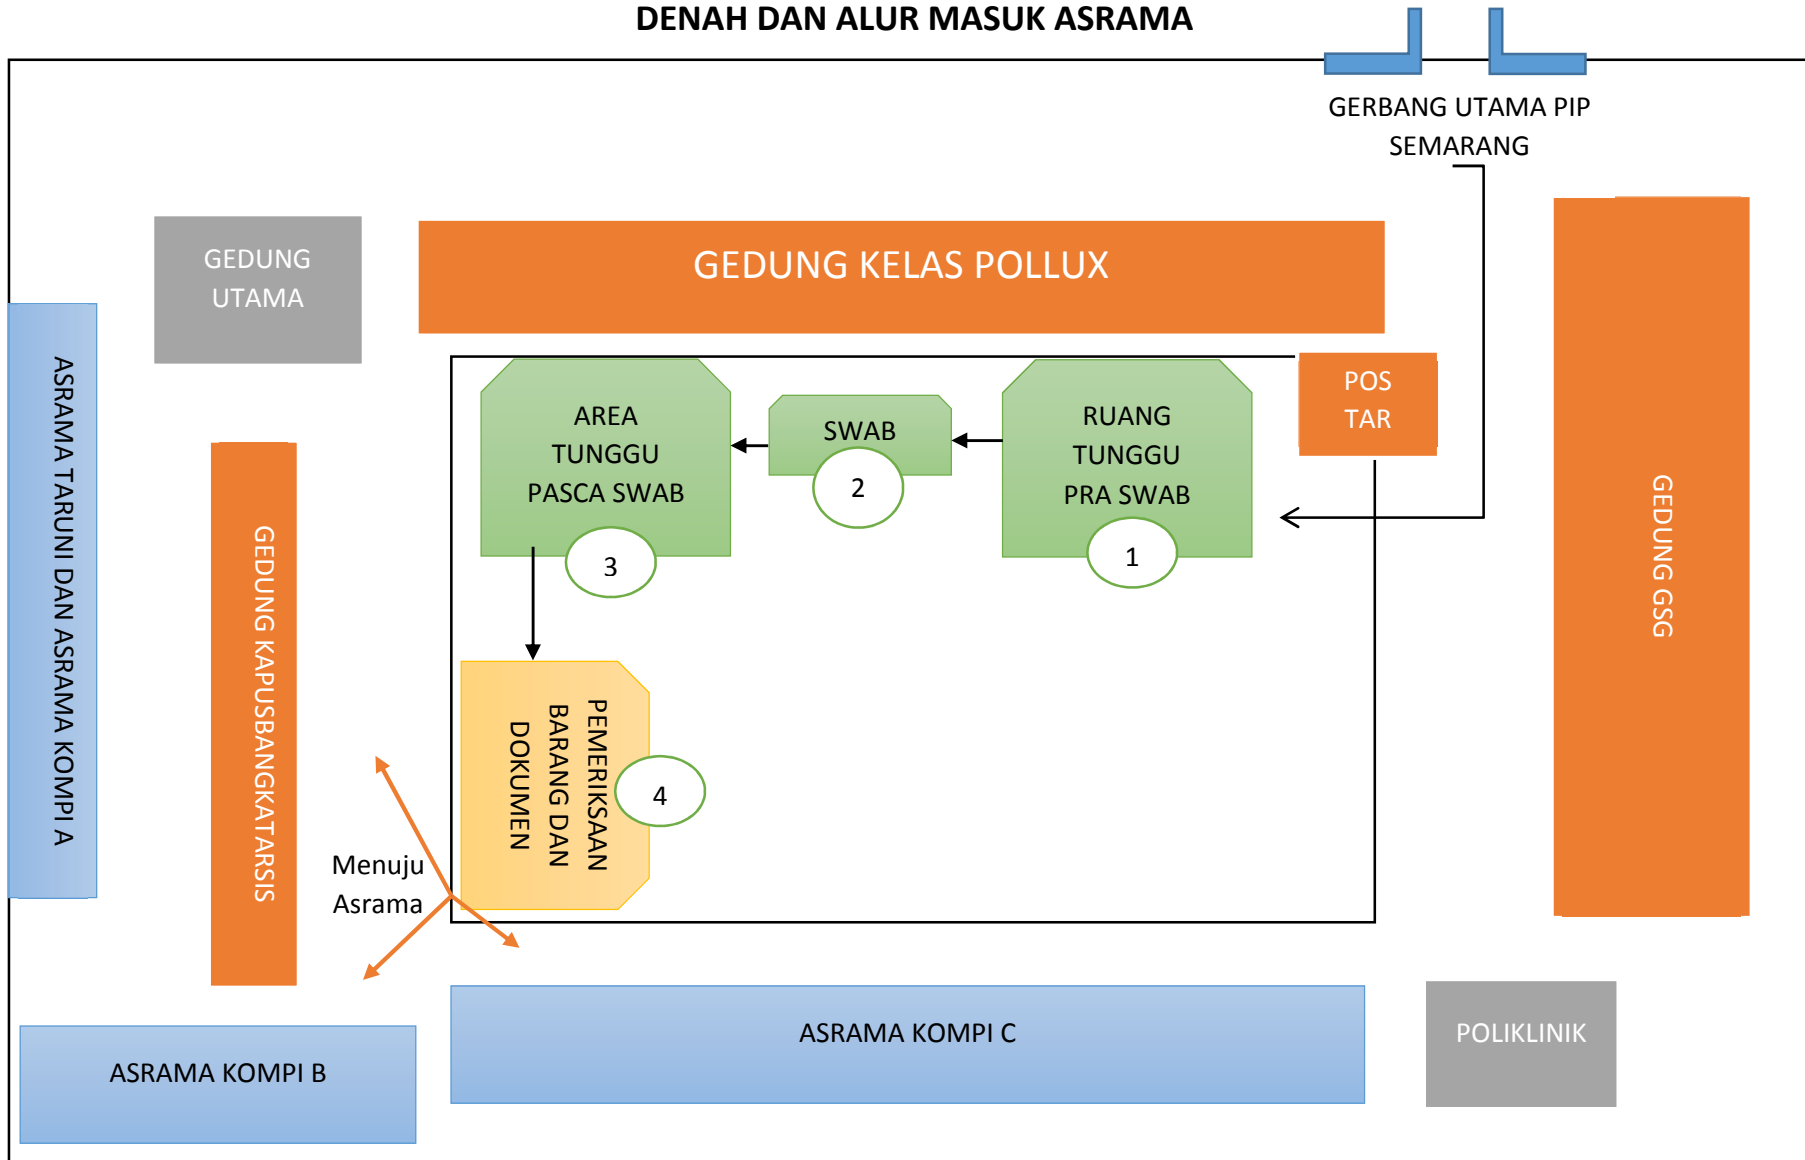 DENAH DAN ALUR MASUK ASRAMA
GERBANG UTAMA PIP
SEMARANG
GEDUNG
UTAMA
GEDUNG KELAS POLLUX
POS
TAR
AREA
TUNGGU
PASCA SWAB
3
SWAB
2
RUANG
TUNGGU
PRA SWAB
1
ASRAMA TARUNI DAN ASRAMA KOMPI A
GEDUNG KAPUSBANGKATARSIS
GEDUNG GSG
PEMERIKSAAN
BARANG DAN
DOKUMEN
4
Menuju
Asrama
ASRAMA KOMPI B
ASRAMA KOMPI C
POLIKLINIK